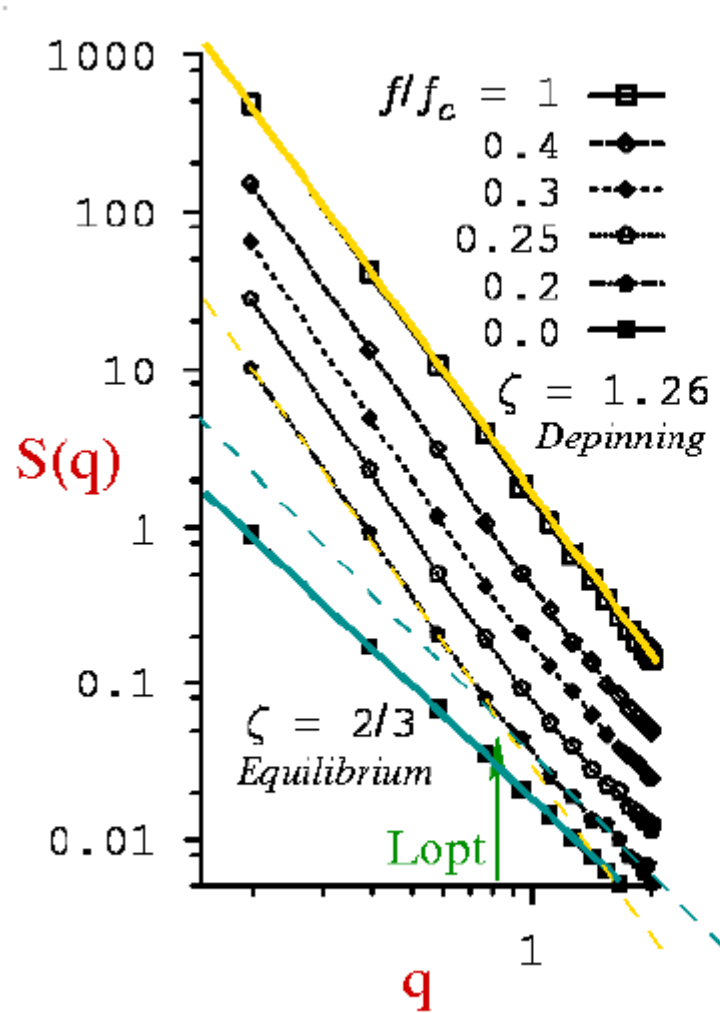 1000
100
10
1
0.1
0.01
S(q)
f/fc = 1
0.4
0.3
0.25
0.2
0.0
ζ = 1.26
Depinning
ζ = 2/3
Equilibrium
Lopt
1
q